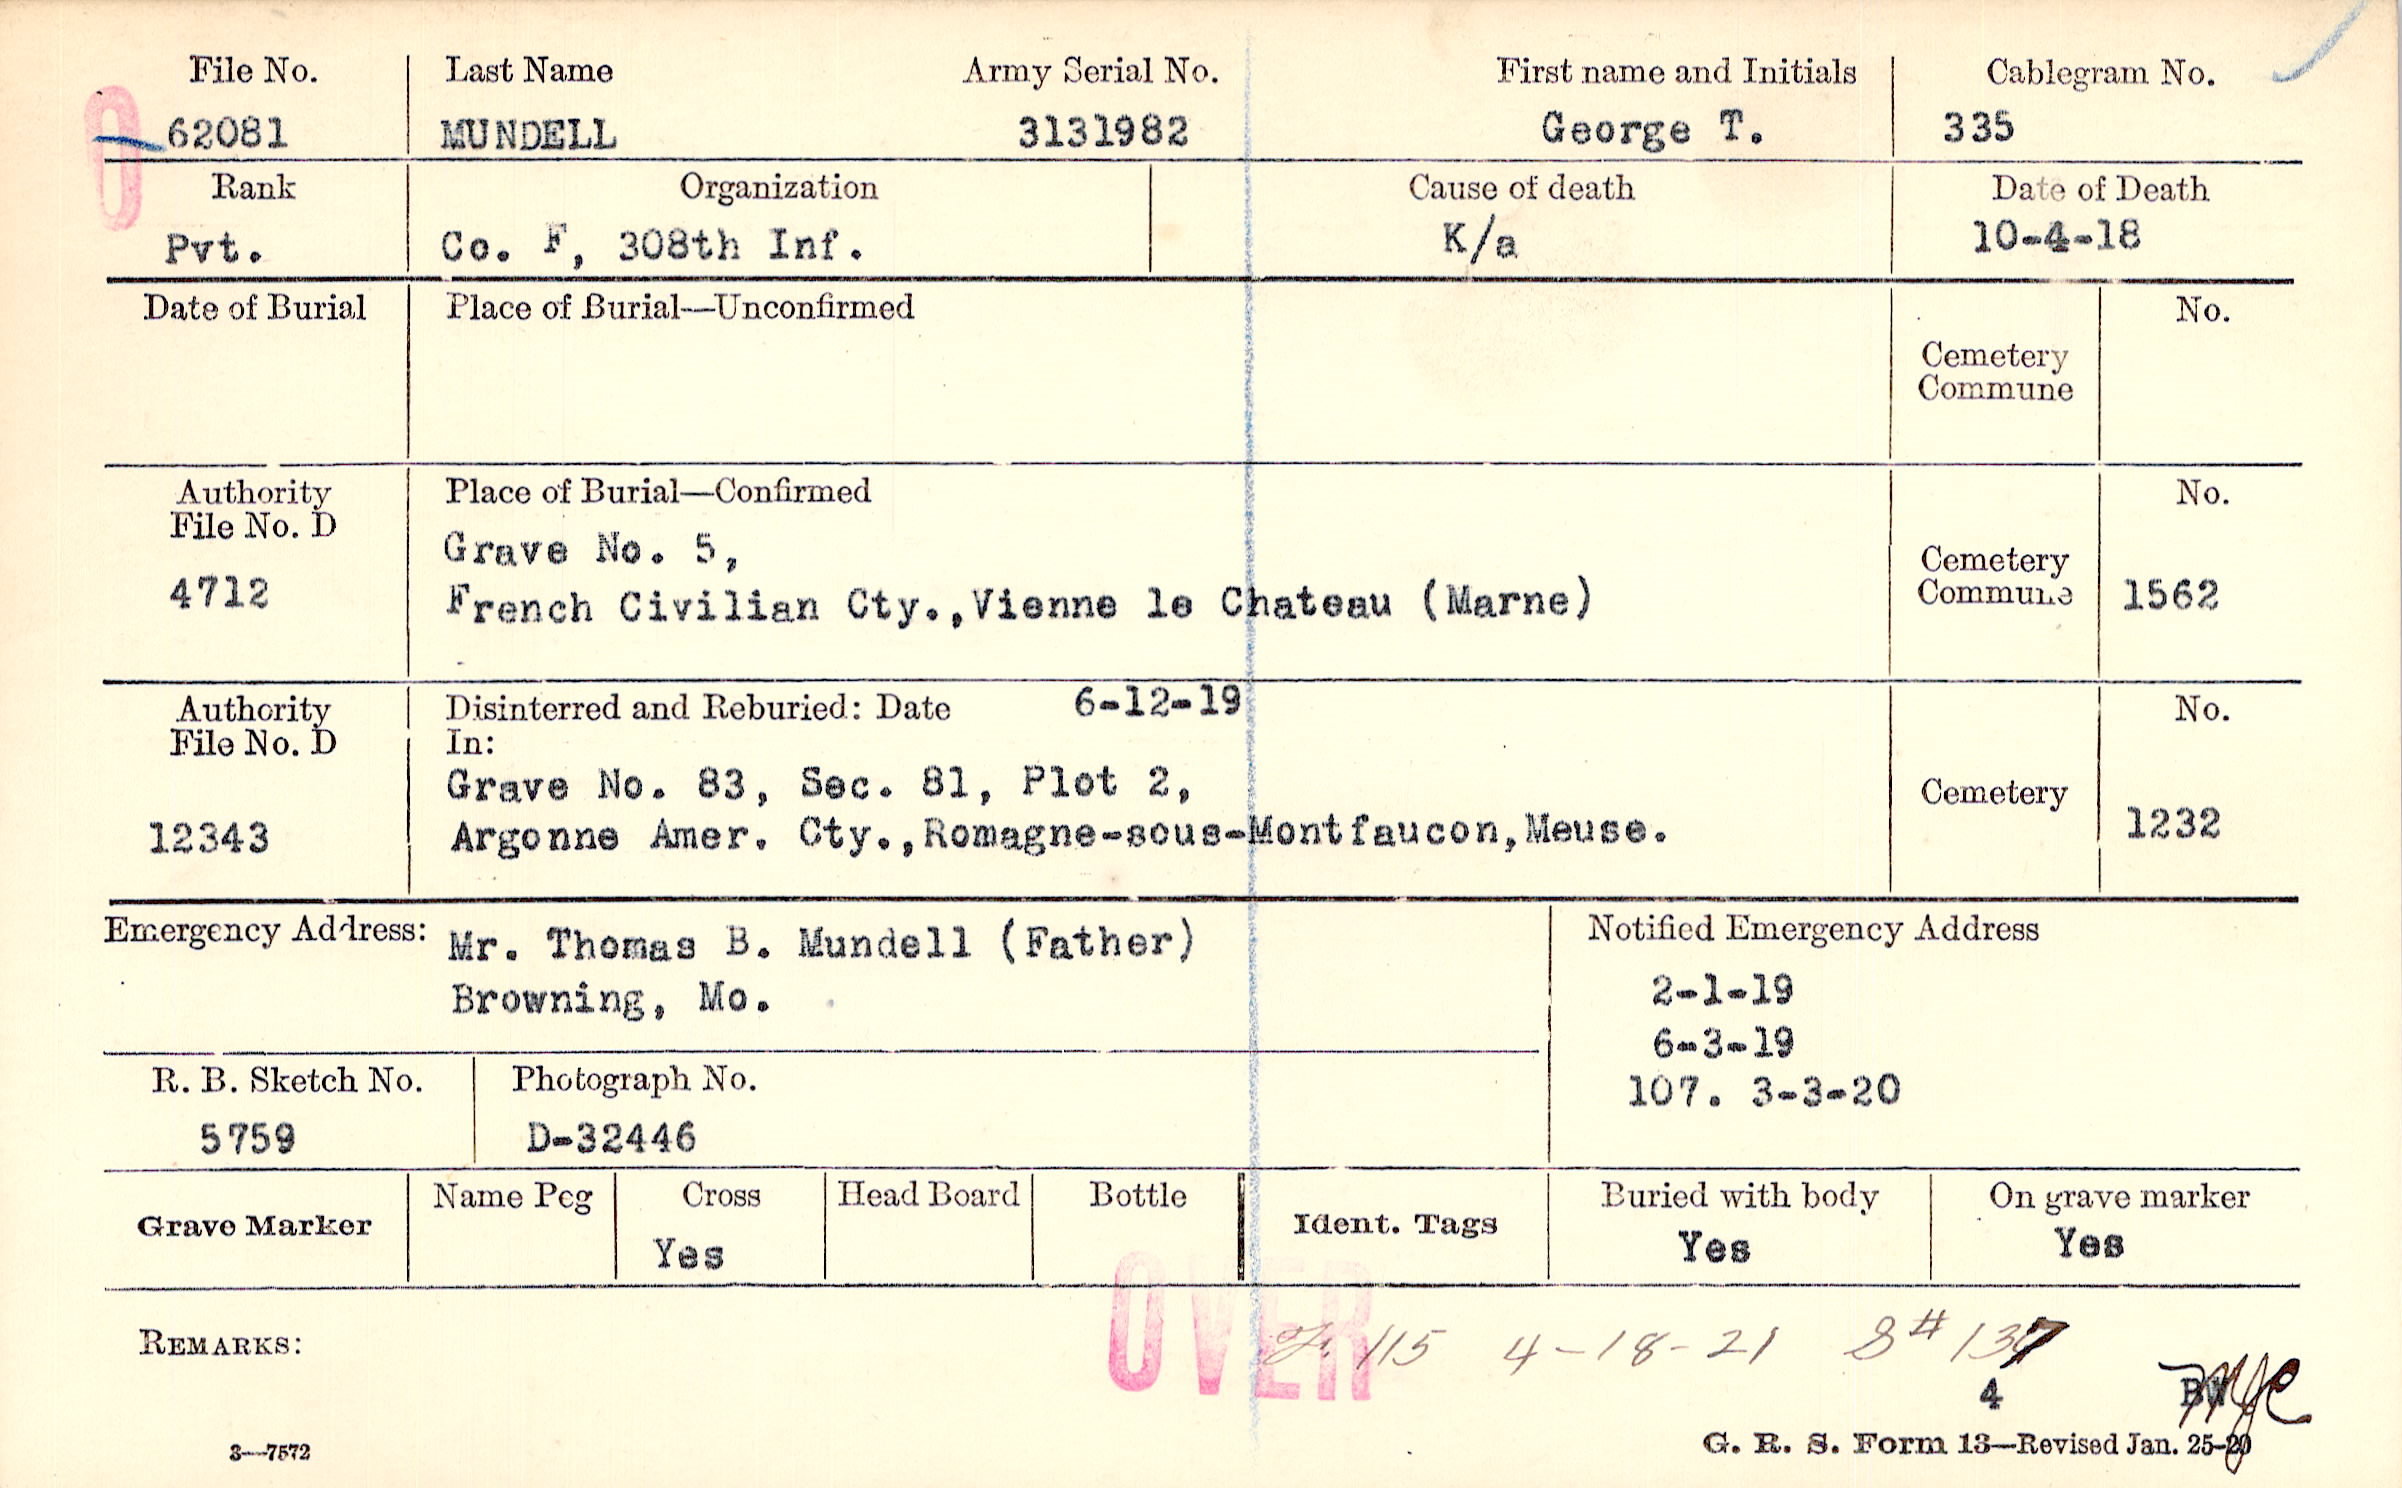 File No. Last Name Army Serial No. First name and Initials Cablegram No.
62081 MUNDELL 3131982 George T. 335
Rank Organization Cause of death Date of Death
Pvt. Co. F, 308th Inf. K/a 10-4-18
Date of Burial Place of Burial—Unconfirmed No.
Cemetery
Commune
Authority Place of Burial—Confirmed No.
File No. D
Grave No. 5,
4712 French Civilian Cty.,Vienne le Chateau (Marne) Cemetery
Commune 1562
Authority Disinterred and Reburied: Date 6-12-19 No.
File No. D In:
Grave No. 83, Sec. 81, Plot 2,
Cemetery
12343 Argonne Amer. Cty.,Romagne-sous-Montfaucon,Meuse. 1232
Emergency Address: Mr. Thomas B. Mundell (Father) Notified Emergency Address
Browning, Mo. 2-1-19
6-3-19
107. 3-3-20
R. B. Sketch No. Photograph No.
5759 D-32446
Grave Marker Name Peg Cross Head Board Bottle Ident. Tags Buried with body On grave marker
Yes Yes Yes
OVER
REMARKS: 115 4-18-21 S# 137
4 BW
3—7572 G. R. S. Form 13—Revised Jan. 25-20